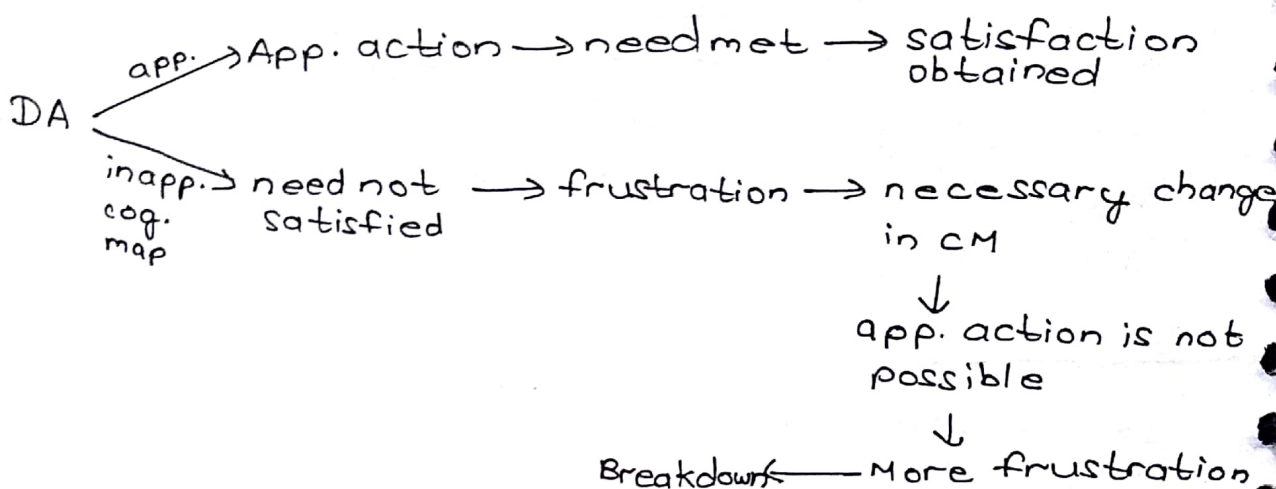 app. App. action → need met → satisfaction
obtained
DA
inapp. need not → frustration → necessary change
cog. satisfied in CM
map
↓
app. action is not
possible
↓
Breakdown ← More frustration